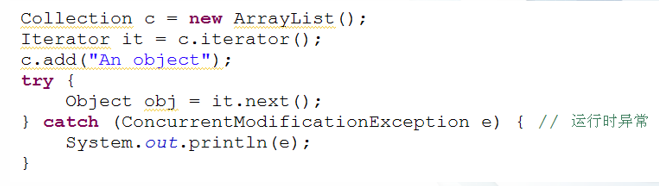 Collection c = new ArrayList();
Iterator it = c.iterator();
c.add("An object");
try {
    Object obj = it.next();
} catch (ConcurrentModificationException e) { // 运行时异常
    System.out.println(e);
}